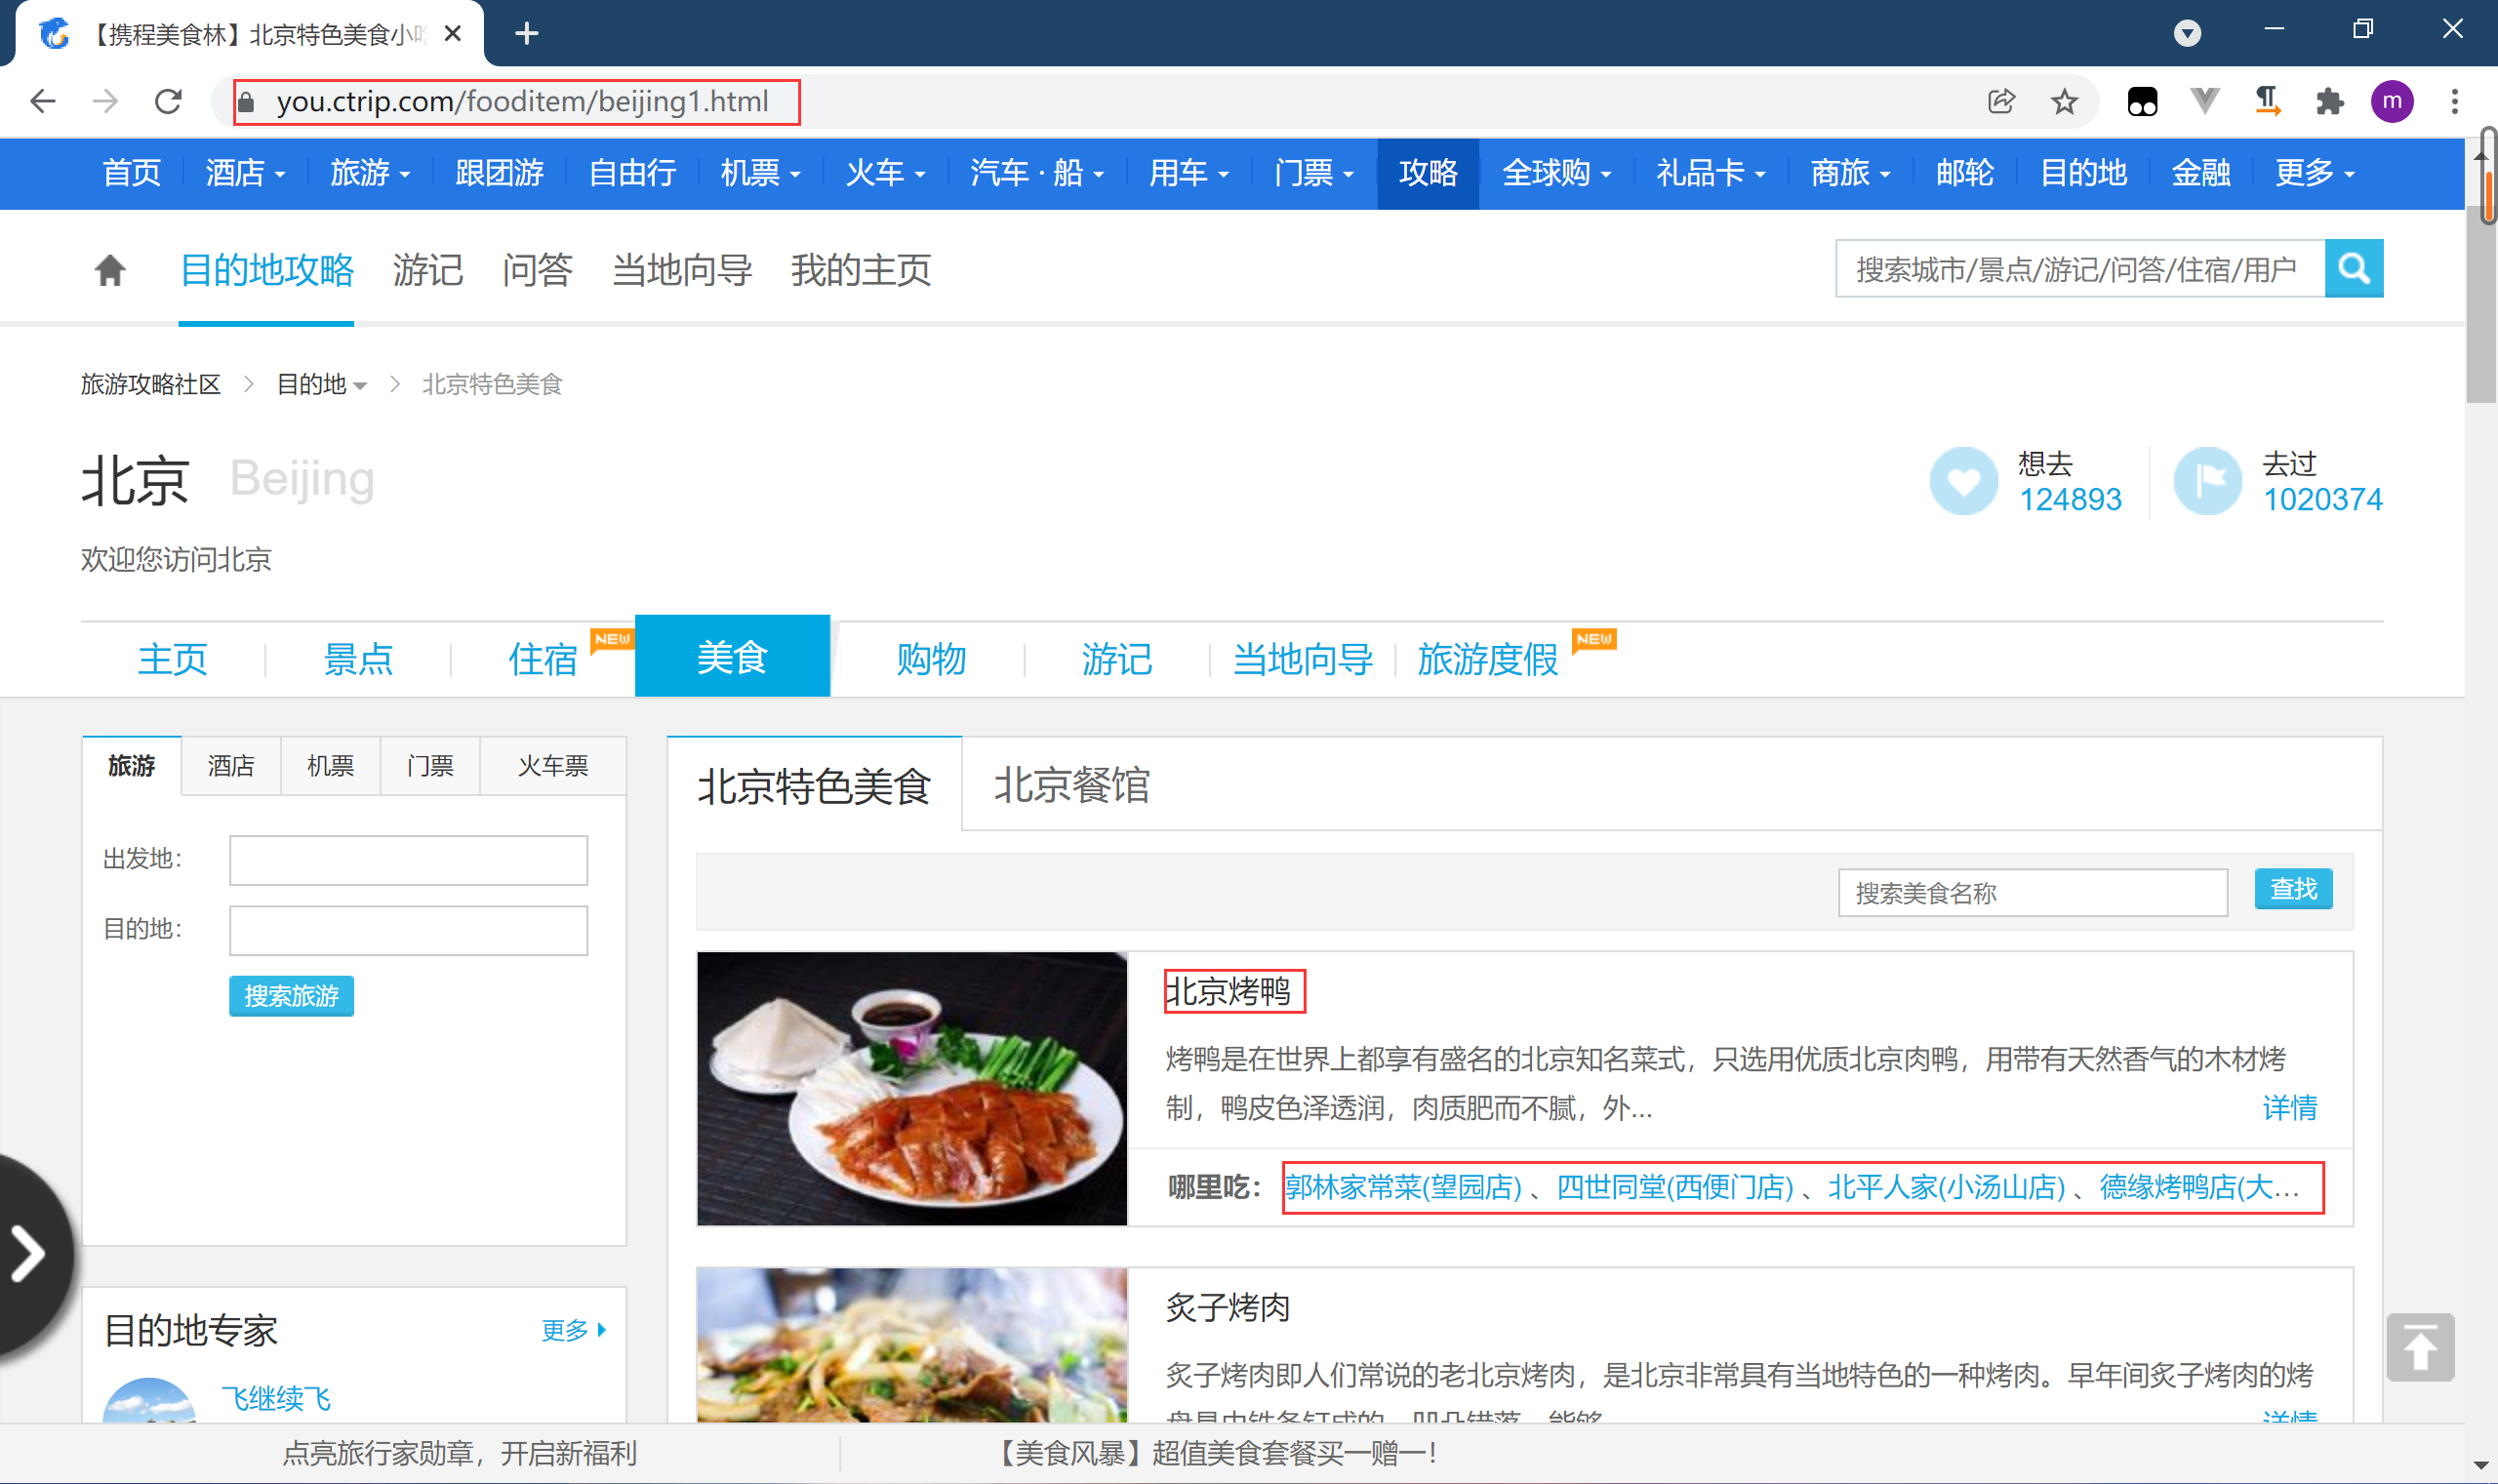 【携程美食林】北京特色美食小吃
you.ctrip.com/fooditem/beijing1.html
m
首页 酒店 旅游 跟团游 自由行 机票 火车 汽车·船 用车 门票 攻略 全球购 礼品卡 商旅 邮轮 目的地 金融 更多
目的地攻略 游记 问答 当地向导 我的主页 搜索城市/景点/游记/问答/住宿/用户
旅游攻略社区 > 目的地 > 北京特色美食
北京 Beijing
想去 124893
去过 1020374
欢迎您访问北京
主页 景点 住宿 NEW 美食 购物 游记 当地向导 旅游度假 NEW
旅游 酒店 机票 门票 火车票
出发地:
目的地:
搜索旅游
目的地专家 更多
飞继续飞
北京特色美食 北京餐馆
搜索美食名称 查找
北京烤鸭
烤鸭是在世界上都享有盛名的北京知名菜式，只选用优质北京肉鸭，用带有天然香气的木材烤
制，鸭皮色泽透润，肉质肥而不腻，外... 详情
哪里吃： 郭林家常菜(望园店) 、四世同堂(西便门店) 、北平人家(小汤山店) 、德缘烤鸭店(大...
炙子烤肉
炙子烤肉即人们常说的老北京烤肉，是北京非常具有当地特色的一种烤肉。早年间炙子烤肉的烤
详情
点亮旅行家勋章，开启新福利 【美食风暴】超值美食套餐买一赠一！